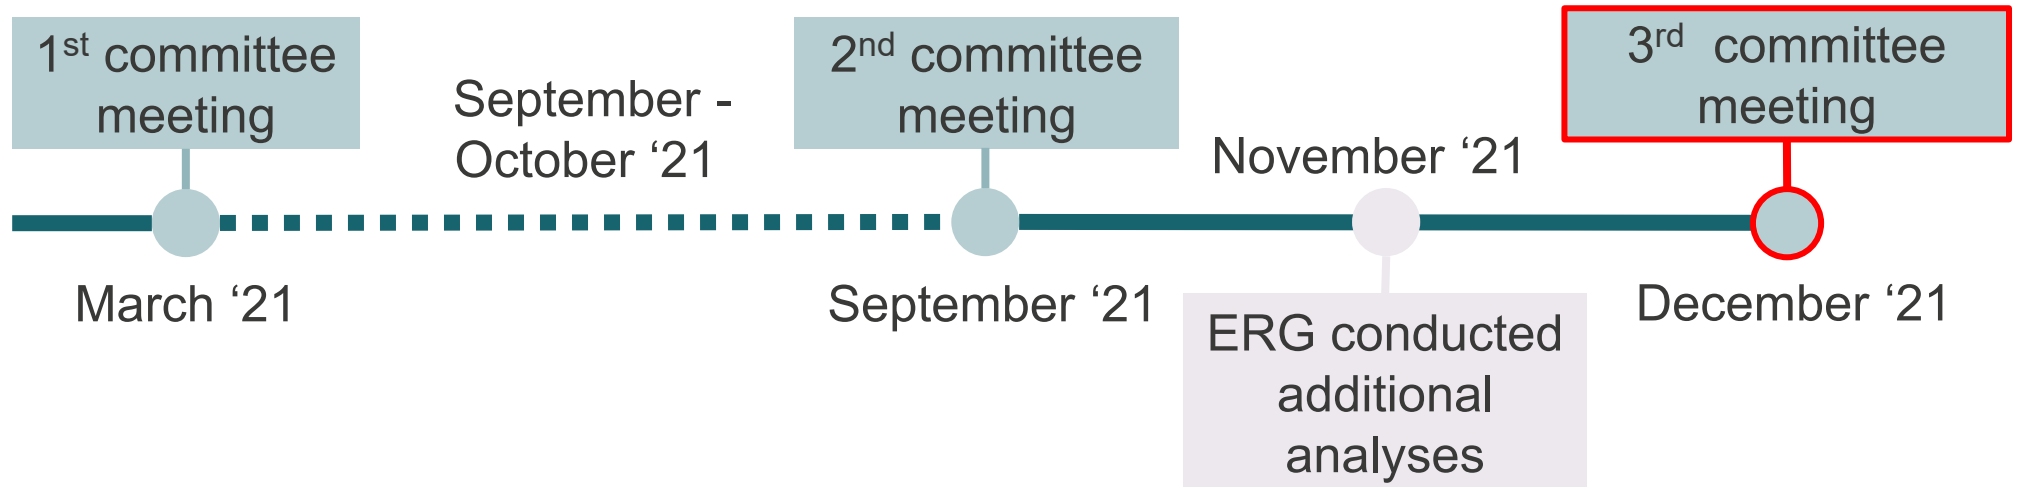 1st committee
meeting
September -
October ‘21
2nd committee
meeting
November ‘21
3rd  committee
meeting
March ‘21
September ‘21
ERG conducted
additional
analyses
December ‘21